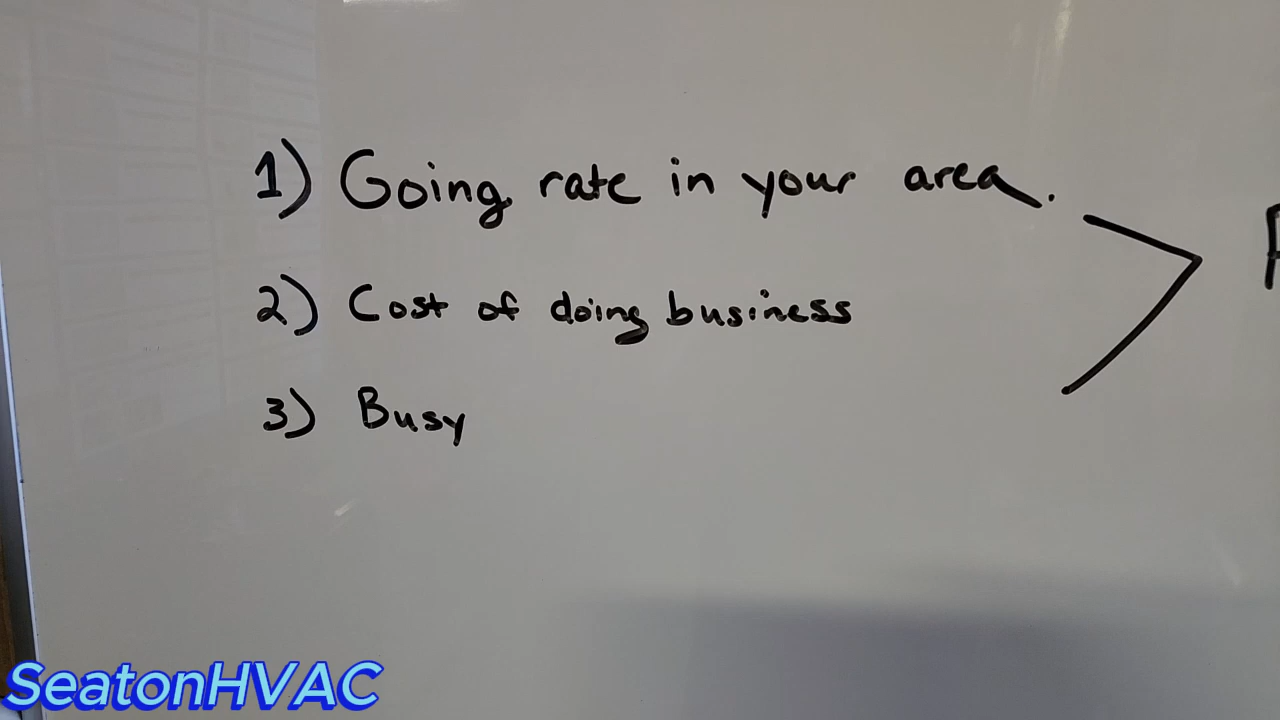 1) Going rate in your area.
2) Cost of doing business
3) Busy
SeatonHVAC